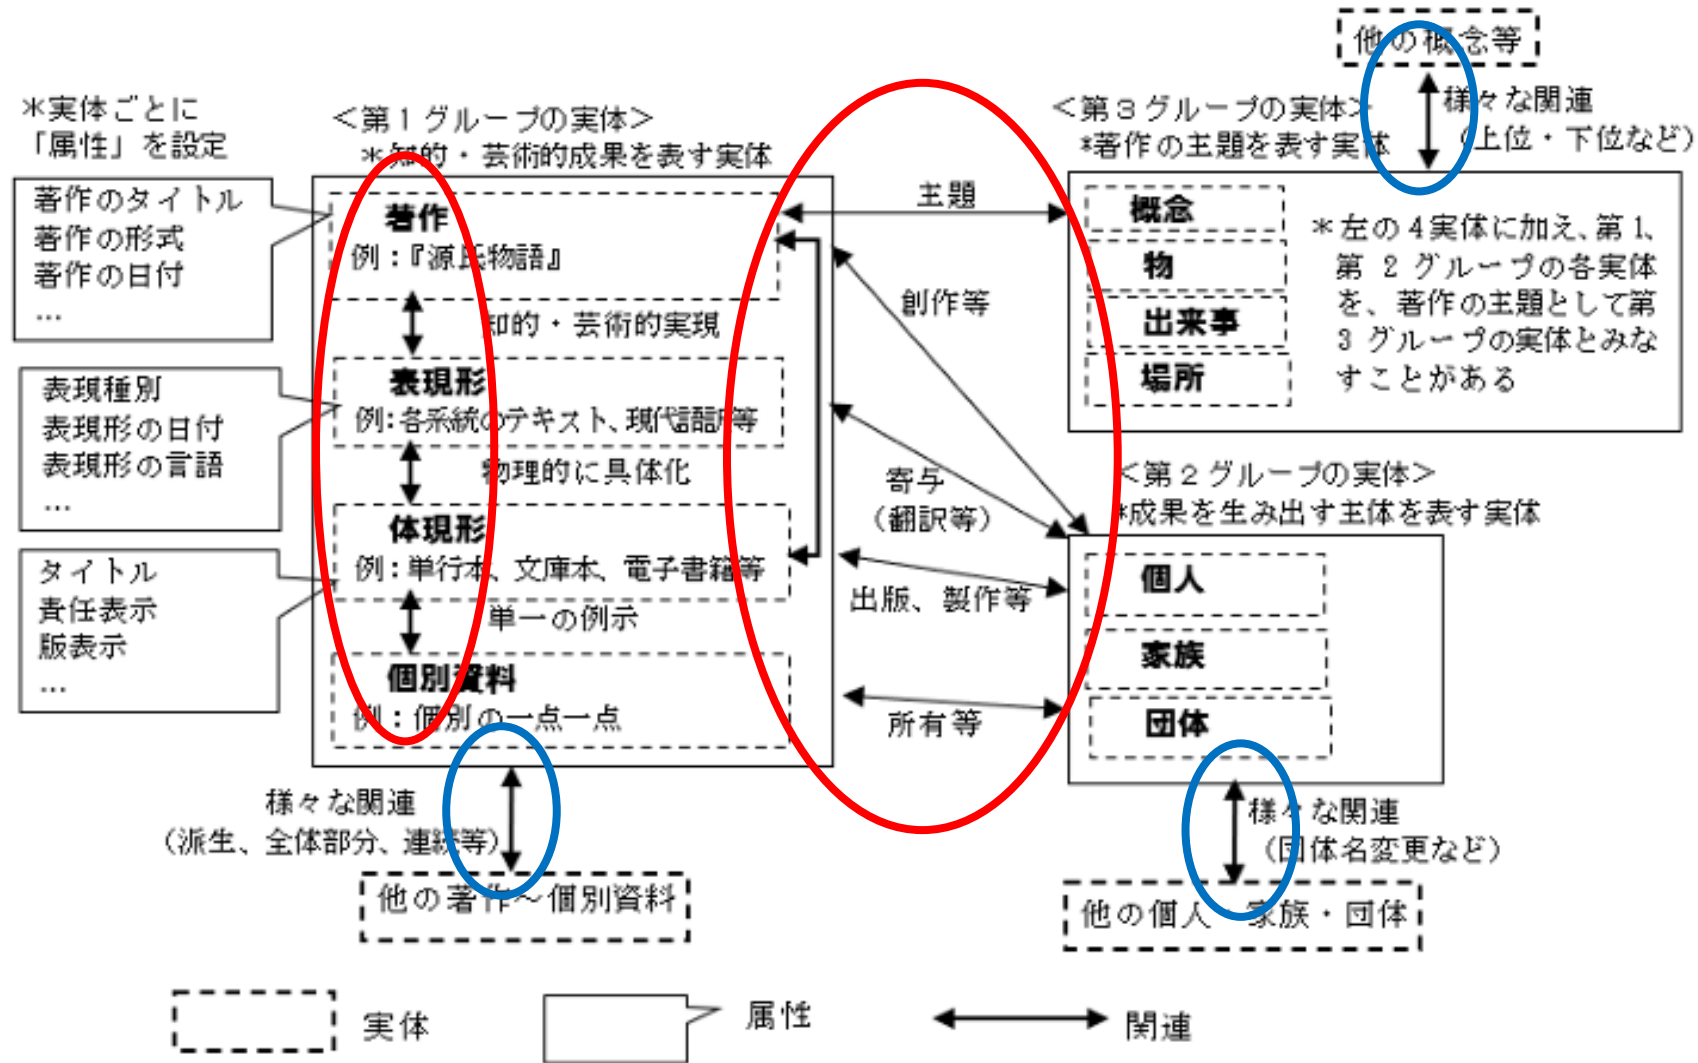 ＊実体ごとに
「属性」を設定
著作のタイトル
著作の形式
著作の日付
…
表現種別
表現形の日付
表現形の言語
…
タイトル
責任表示
版表示
…
＜第１グループの実体＞
＊知的・芸術的成果を表す実体
著作
例：『源氏物語』
知的・芸術的実現
表現形
例：各系統のテキスト、現代語訳等
物理的に具体化
体現形
例：単行本、文庫本、電子書籍等
単一の例示
個別資料
例：個別の一点一点
様々な関連
（派生、全体部分、連続等）
他の著作～個別資料
主題
創作等
寄与
（翻訳等）
出版、製作等
所有等
他の概念等
様々な関連
（上位・下位など）
＜第３グループの実体＞
*著作の主題を表す実体
概念
物
出来事
場所
＊左の４実体に加え、第１、
第２グループの各実体
を、著作の主題として第
３グループの実体とみな
すことがある
＜第２グループの実体＞
*成果を生み出す主体を表す実体
個人
家族
団体
様々な関連
（団体名変更など）
他の個人・家族・団体
実体
属性
関連